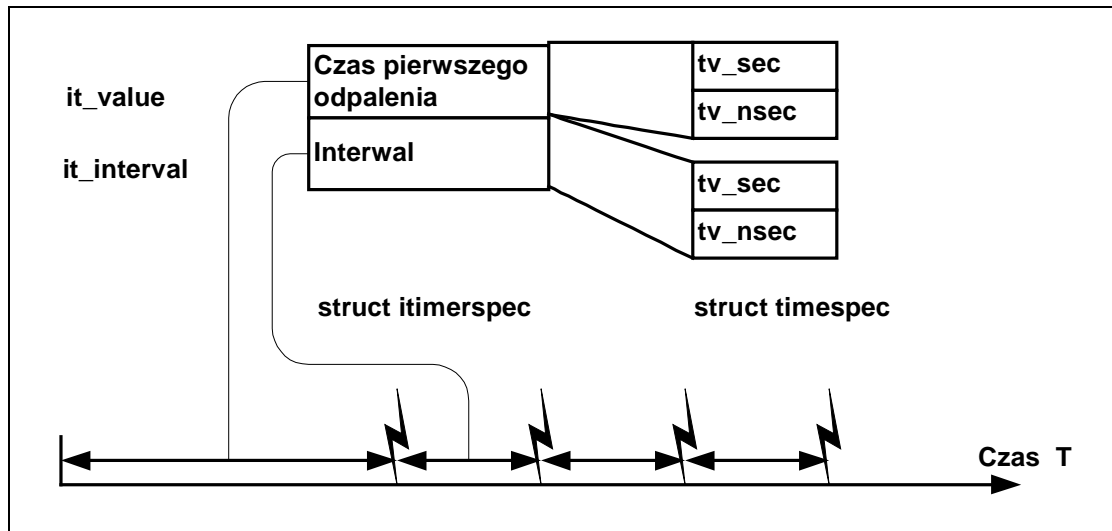 it_value
Czas pierwszego
odpalenia
tv_sec
tv_nsec
it_interval
Interwal
tv_sec
tv_nsec
struct itimerspec
struct timespec
Czas T